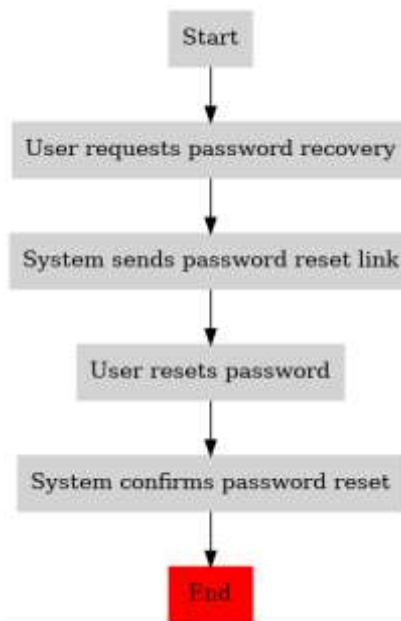 Start
User requests password recovery
System sends password reset link
User resets password
System confirms password reset
End